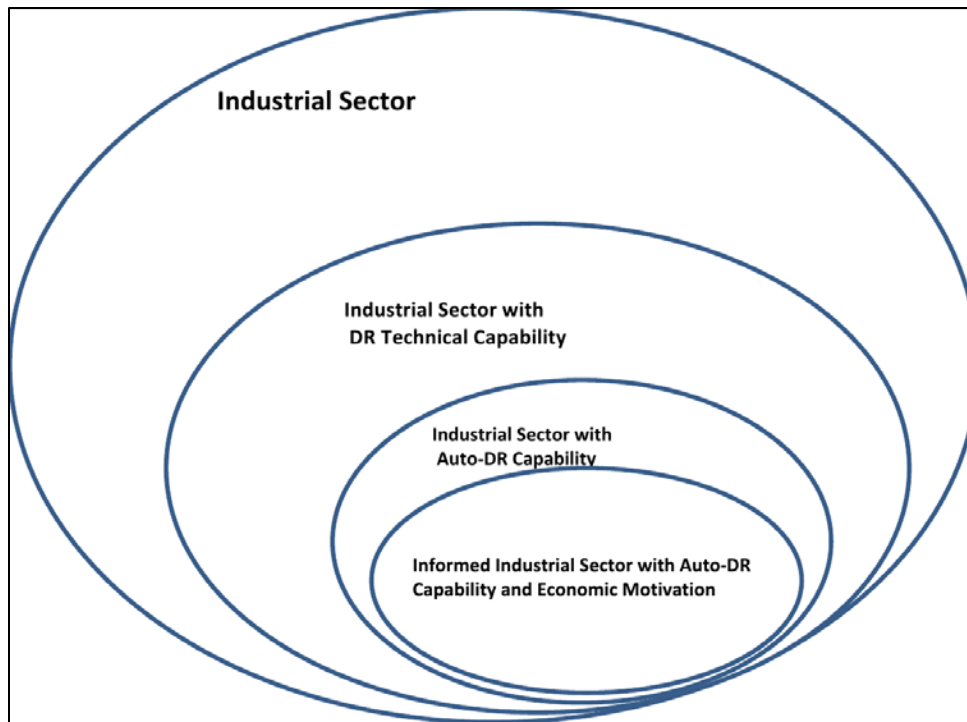 Industrial Sector
Industrial Sector with
DR Technical Capability
Industrial Sector with
Auto-DR Capability
Informed Industrial Sector with Auto-DR
Capability and Economic Motivation